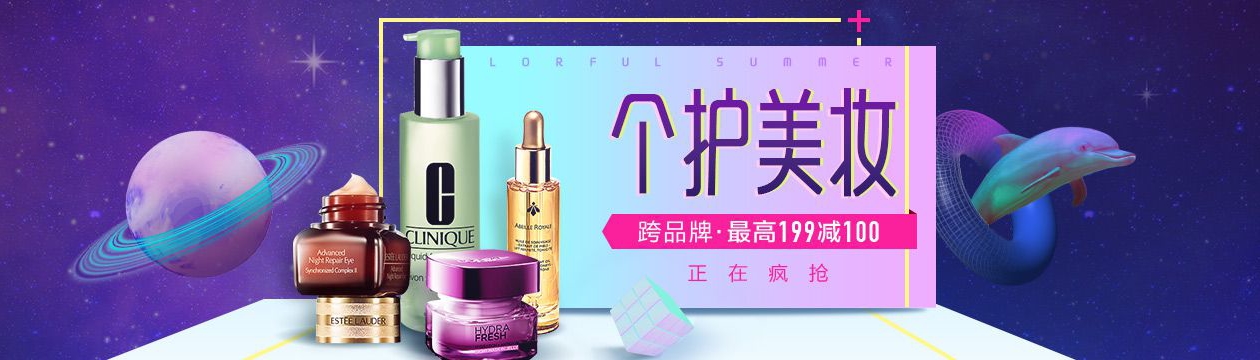 LORFUL SUMMER
个护美妆
跨品牌·最高199减100
正在疯抢
Advanced
Night Repair Eye
Synchronized Complex II
ESTĒE LAUDER
CLINIQUE
ABEILLE ROYALE
HYDRA
FRESH